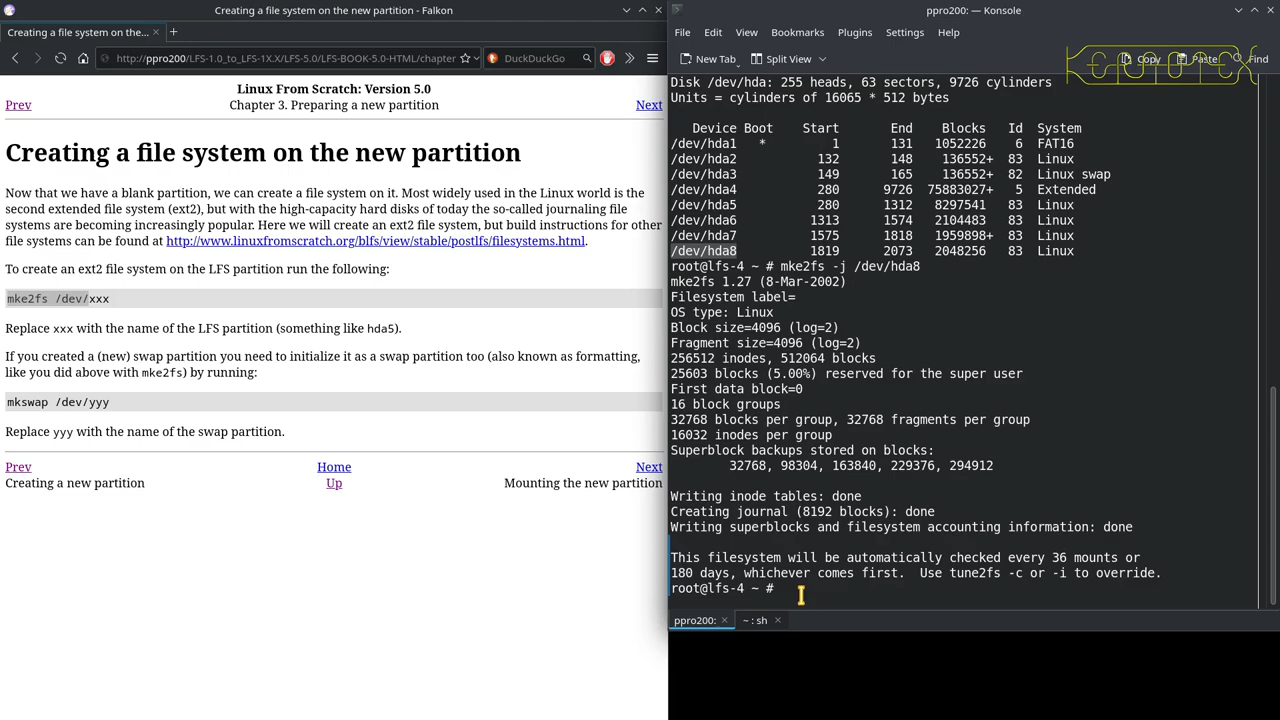 Creating a file system on the new partition - Falkon
Creating a file system on the...
http://ppro200/LFS-1.0_to_LFS-1X.X/LFS-5.0/LFS-BOOK-5.0-HTML/chapter
DuckDuckGo
Linux From Scratch: Version 5.0
Prev
Chapter 3. Preparing a new partition
Next
Creating a file system on the new partition
Now that we have a blank partition, we can create a file system on it. Most widely used in the Linux world is the
second extended file system (ext2), but with the high-capacity hard disks of today the so-called journaling file
systems are becoming increasingly popular. Here we will create an ext2 file system, but build instructions for other
file systems can be found at http://www.linuxfromscratch.org/blfs/view/stable/postlfs/filesystems.html.
To create an ext2 file system on the LFS partition run the following:
mke2fs /dev/xxx
Replace xxx with the name of the LFS partition (something like hda5).
If you created a (new) swap partition you need to initialize it as a swap partition too (also known as formatting,
like you did above with mke2fs) by running:
mkswap /dev/yyy
Replace yyy with the name of the swap partition.
Prev
Home
Next
Creating a new partition
Up
Mounting the new partition
ppro200: — Konsole
File Edit View Bookmarks Plugins Settings Help
New Tab
Split View
Copy
Paste
Find
Disk /dev/hda: 255 heads, 63 sectors, 9726 cylinders
Units = cylinders of 16065 * 512 bytes
Device Boot Start End Blocks Id System
/dev/hda1 * 1 131 1052226 6 FAT16
/dev/hda2 132 148 136552+ 83 Linux
/dev/hda3 149 165 136552+ 82 Linux swap
/dev/hda4 280 9726 75883027+ 5 Extended
/dev/hda5 280 1312 8297541 83 Linux
/dev/hda6 1313 1574 2104483 83 Linux
/dev/hda7 1575 1818 1959898+ 83 Linux
/dev/hda8 1819 2073 2048256 83 Linux
root@lfs-4 ~ # mke2fs -j /dev/hda8
mke2fs 1.27 (8-Mar-2002)
Filesystem label=
OS type: Linux
Block size=4096 (log=2)
Fragment size=4096 (log=2)
256512 inodes, 512064 blocks
25603 blocks (5.00%) reserved for the super user
First data block=0
16 block groups
32768 blocks per group, 32768 fragments per group
16032 inodes per group
Superblock backups stored on blocks:
32768, 98304, 163840, 229376, 294912
Writing inode tables: done
Creating journal (8192 blocks): done
Writing superblocks and filesystem accounting information: done
This filesystem will be automatically checked every 36 mounts or
180 days, whichever comes first. Use tune2fs -c or -i to override.
root@lfs-4 ~ #
ppro200:
~ : sh